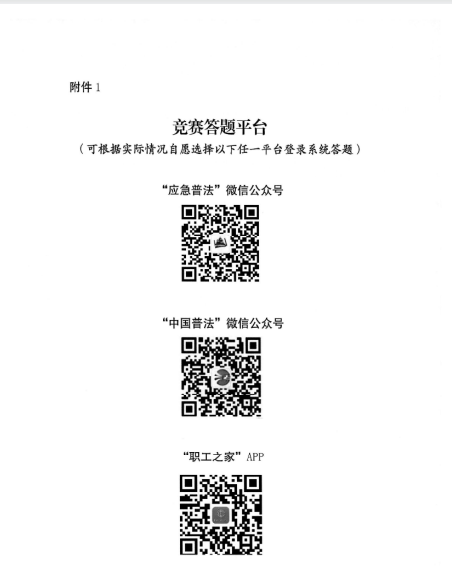 附件 1
竞赛答题平台
（可根据实际情况自愿选择以下任一平台登录系统答题）
“应急普法”微信公众号
“中国普法”微信公众号
“职工之家”APP